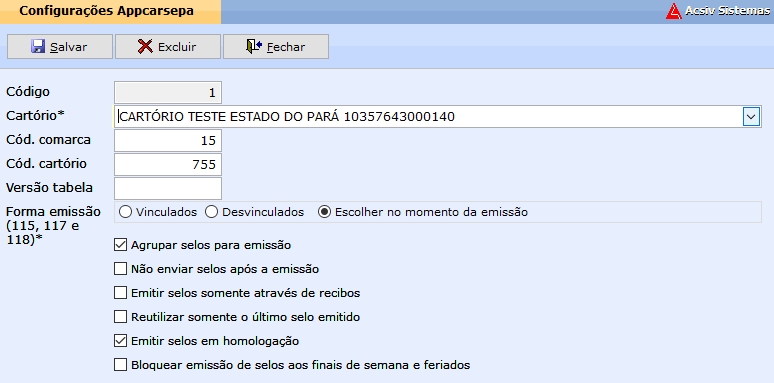 Configurações Appcarsepa
Acsiv Sistemas
Salvar Excluir Fechar
Código 1
Cartório* CARTÓRIO TESTE ESTADO DO PARÁ 10357643000140
Cód. comarca 15
Cód. cartório 755
Versão tabela
Forma emissão Vinculados Desvinculados Escolher no momento da emissão
(115, 117 e
118)*
Agrupar selos para emissão
Não enviar selos após a emissão
Emitir selos somente através de recibos
Reutilizar somente o último selo emitido
Emitir selos em homologação
Bloquear emissão de selos aos finais de semana e feriados